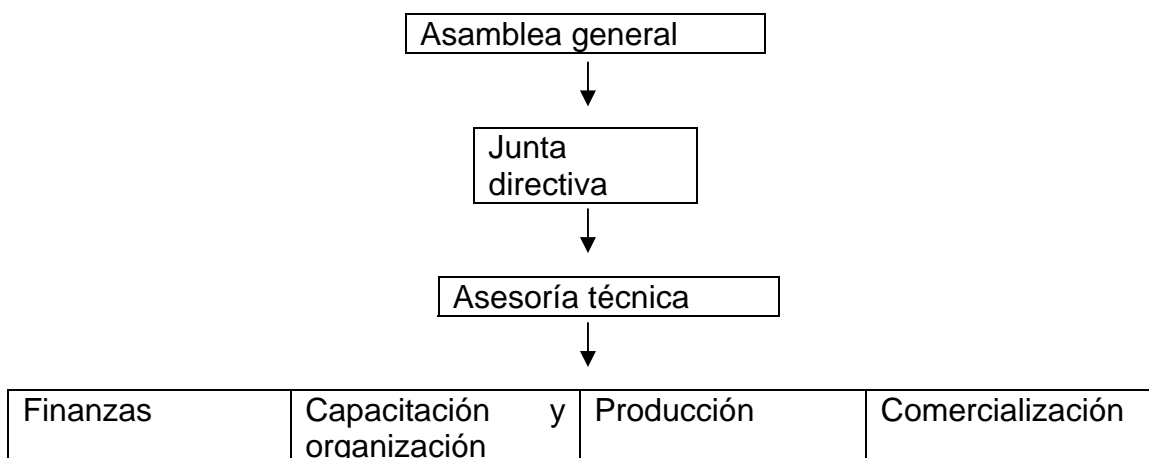 Asamblea general
Junta
directiva
Asesoría técnica
Finanzas
Capacitación y
organización
Producción
Comercialización